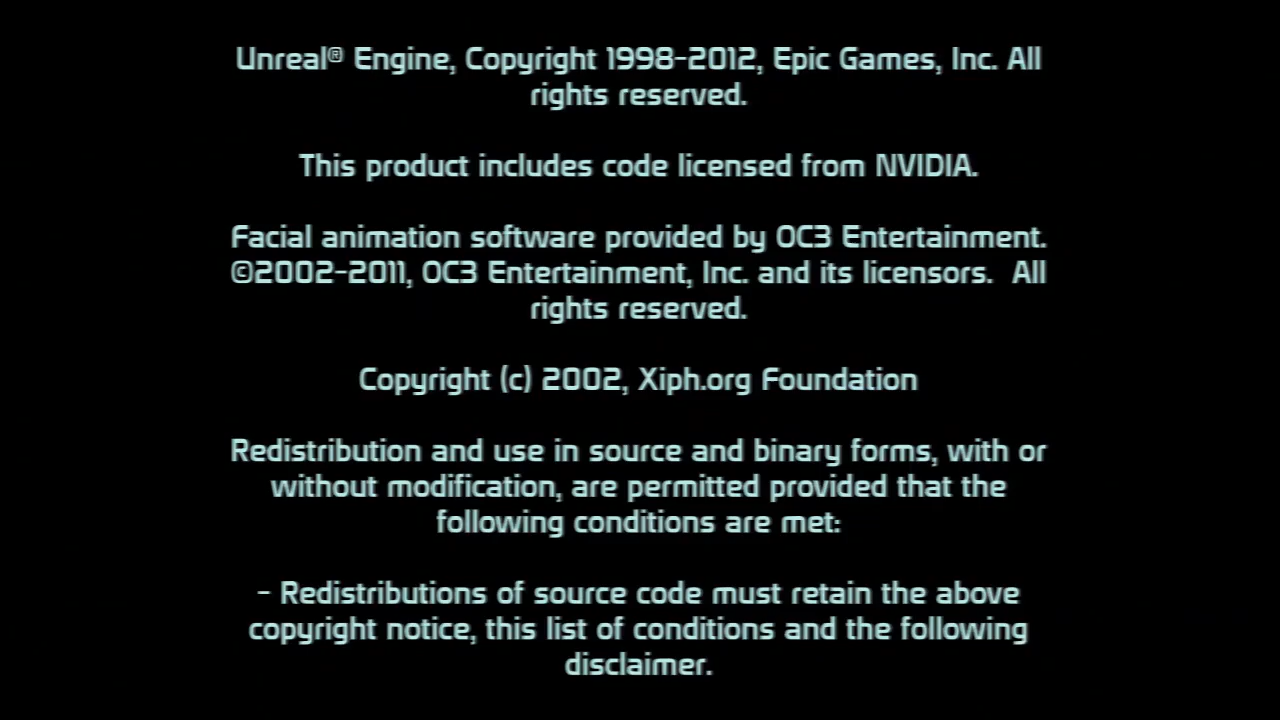 Unreal® Engine, Copyright 1998-2012, Epic Games, Inc. All
rights reserved.
This product includes code licensed from NVIDIA.
Facial animation software provided by OC3 Entertainment.
©2002-2011, OC3 Entertainment, Inc. and its licensors.  All
rights reserved.
Copyright (c) 2002, Xiph.org Foundation
Redistribution and use in source and binary forms, with or
without modification, are permitted provided that the
following conditions are met:
- Redistributions of source code must retain the above
copyright notice, this list of conditions and the following
disclaimer.